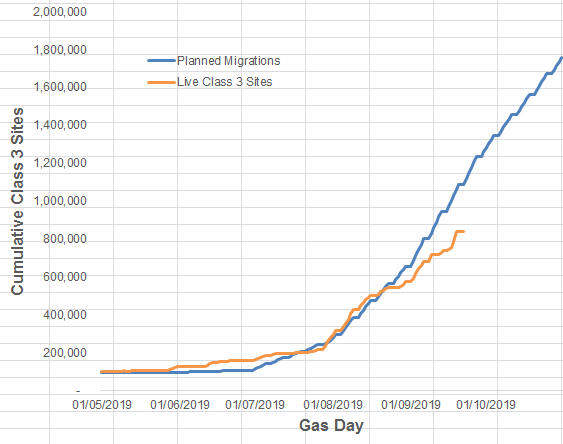 2,000,000
1,800,000
1,600,000
1,400,000
1,200,000
1,000,000
800,000
600,000
400,000
200,000
-
Planned Migrations
Live Class 3 Sites
Cumulative Class 3 Sites
01/05/2019 01/06/2019 01/07/2019 01/08/2019 01/09/2019 01/10/2019
Gas Day